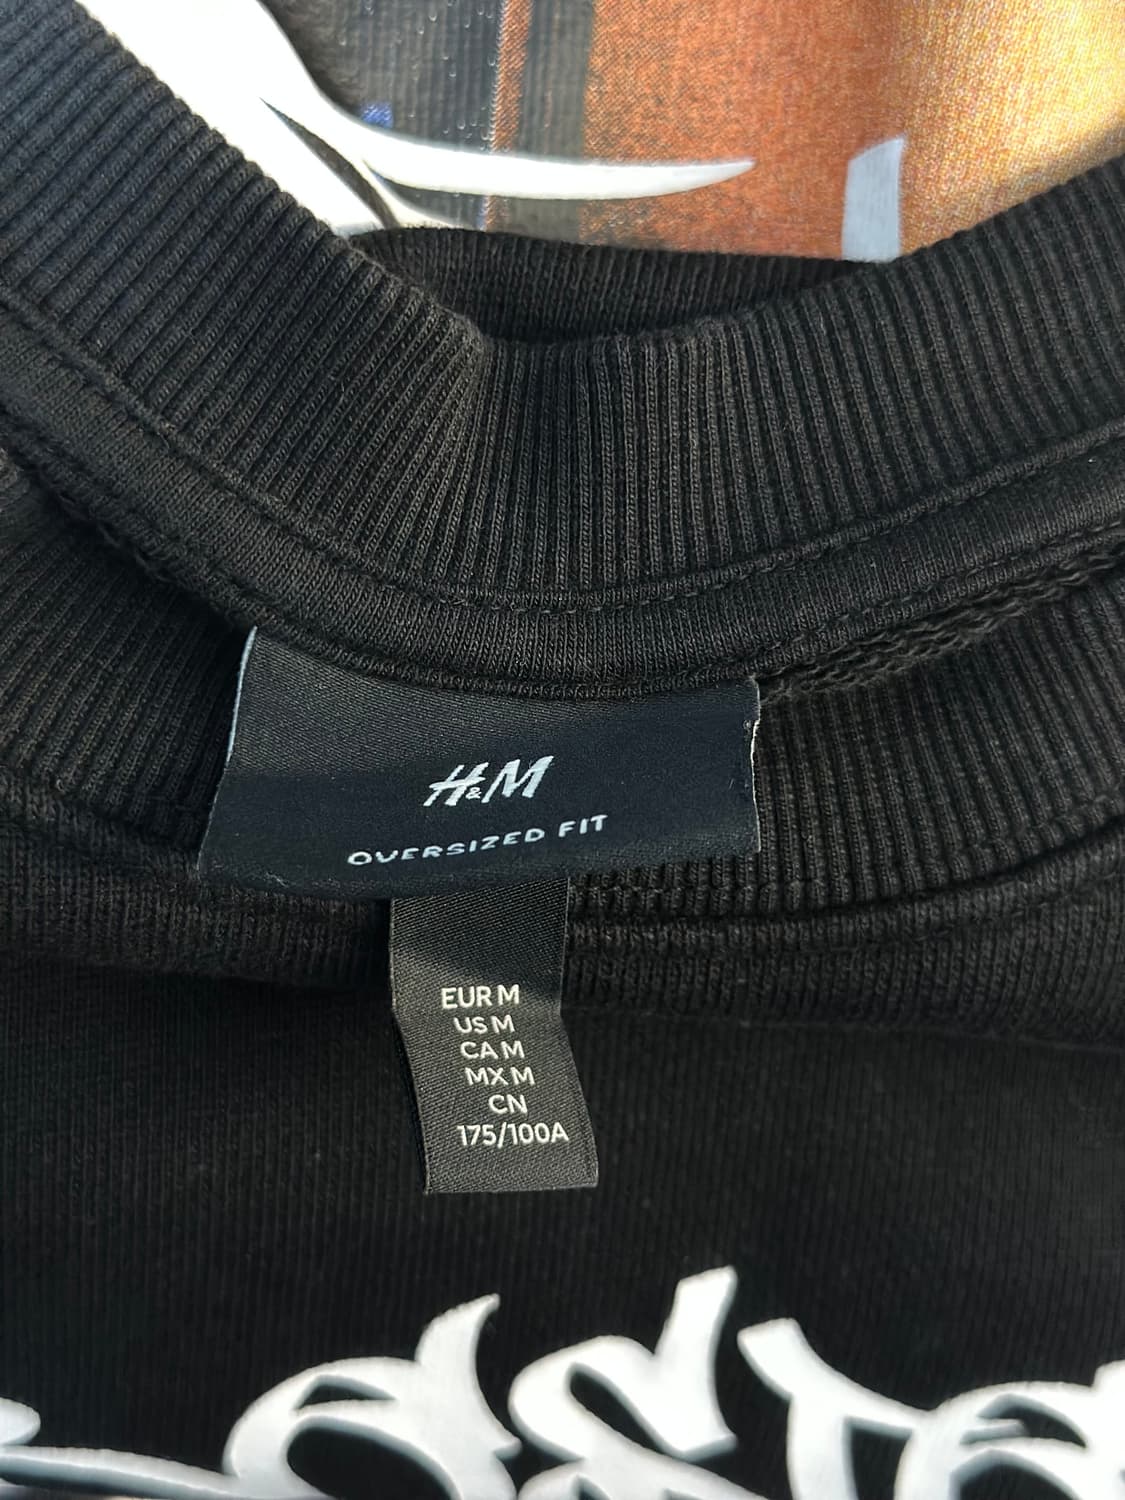 H&M
OVERSIZED FIT
EUR M
US M
CA M
MX M
CN
175/100A